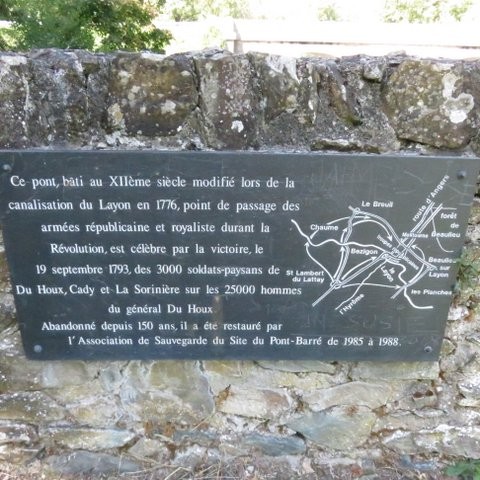 Ce pont, bâti au XIIème siècle modifié lors de la
canalisation du Layon en 1776, point de passage des
armées républicaine et royaliste durant la
Révolution, est célèbre par la victoire, le
19 septembre 1793, des 3000 soldats-paysans de
Du Houx, Cady et La Sorinière sur les 25000 hommes
du général Du Houx
Abandonné depuis 150 ans, il a été restauré par
l'Association de Sauvegarde du Site du Pont-Barré de 1985 à 1988.
Le Breuil
route d'Angers
Chaume
forêt de
Beaulieu
Bezigon
Beaulieu
sur
Layon
St Lambert
du Lattay
Layon
les Planches
l'Hyrôme